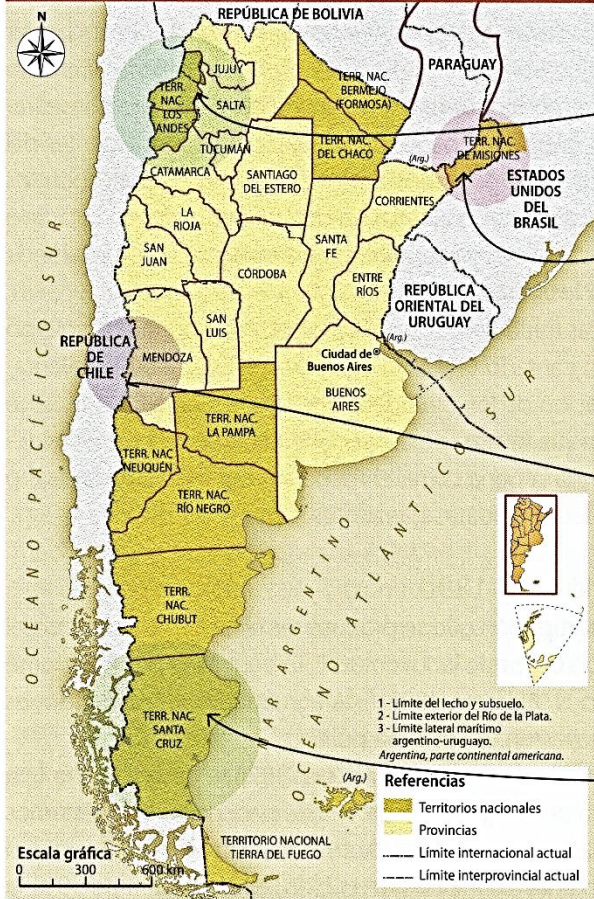 REPÚBLICA DE BOLIVIA
N
JUJUY
PARAGUAY
TERR. NAC.
BERMEJO
(FORMOSA)
TERR.
NAC.
LOS
ANDES
SALTA
TERR. NAC.
DEL CHACO
(Arg.)
TERR. NAC.
DE MISIONES
TUCUMÁN
CATAMARCA
SANTIAGO
DEL ESTERO
ESTADOS
UNIDOS
DEL
BRASIL
CORRIENTES
LA
RIOJA
SANTA
FE
SAN
JUAN
CÓRDOBA
ENTRE
RÍOS
REPÚBLICA
ORIENTAL DEL
URUGUAY
SAN
LUIS
REPÚBLICA
DE
CHILE
MENDOZA
(Arg.)
Ciudad de
Buenos Aires
BUENOS
AIRES
OCÉANO PACÍFICO SUR
TERR. NAC.
LA PAMPA
TERR. NAC
NEUQUÉN
TERR. NAC.
RÍO NEGRO
MAR ARGENTINO
OCÉANO ATLÁNTICO SUR
TERR.
NAC.
CHUBUT
TERR. NAC.
SANTA
CRUZ
1 - Límite del lecho y subsuelo.
2 - Límite exterior del Río de la Plata.
3 - Límite lateral marítimo
argentino-uruguayo.
Argentina, parte continental americana.
(Arg.)
Referencias
Territorios nacionales
Provincias
Límite internacional actual
Límite interprovincial actual
TERRITORIO NACIONAL
TIERRA DEL FUEGO
Escala gráfica
0 300 600 km